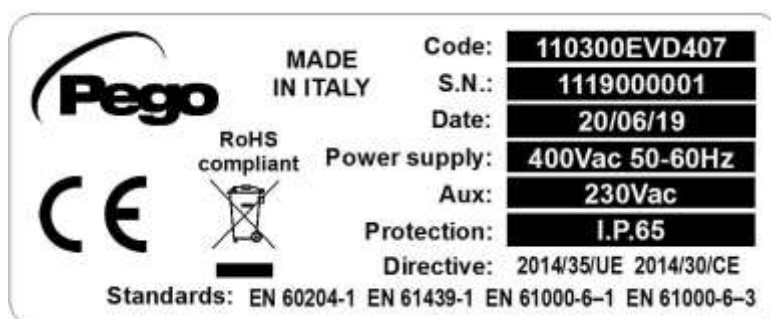 Pego
MADE
IN ITALY
RoHS
compliant
CE
Code: 110300EVD407
S.N.: 1119000001
Date: 20/06/19
Power supply: 400Vac 50-60Hz
Aux: 230Vac
Protection: I.P.65
Directive: 2014/35/UE 2014/30/CE
Standards: EN 60204-1 EN 61439-1 EN 61000-6–1 EN 61000-6–3